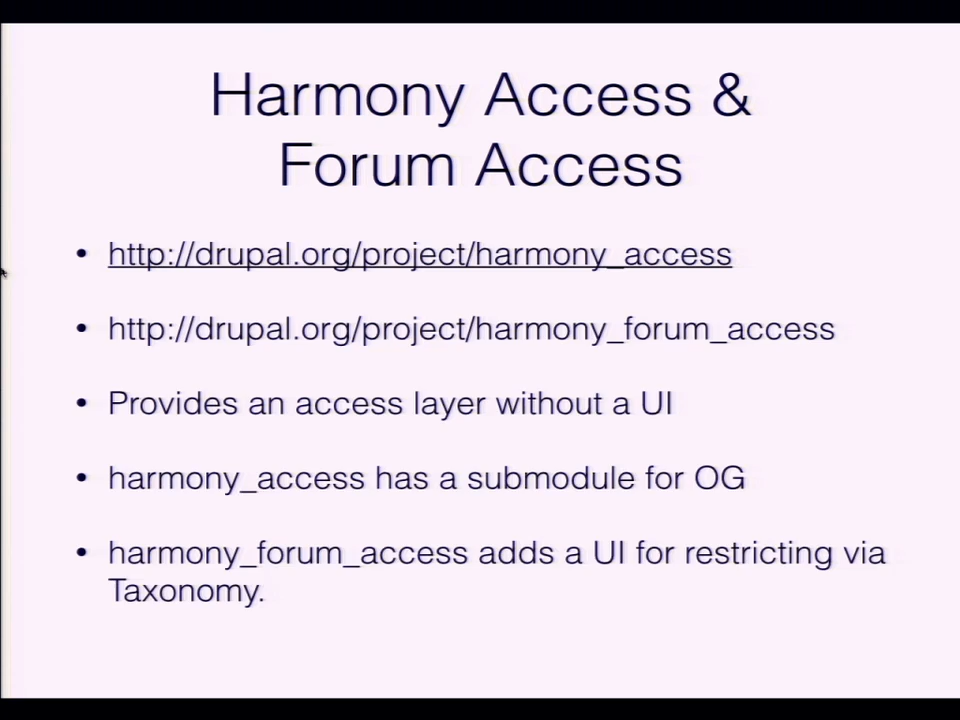 Harmony Access &
Forum Access
• http://drupal.org/project/harmony_access
• http://drupal.org/project/harmony_forum_access
• Provides an access layer without a UI
• harmony_access has a submodule for OG
• harmony_forum_access adds a UI for restricting via
Taxonomy.